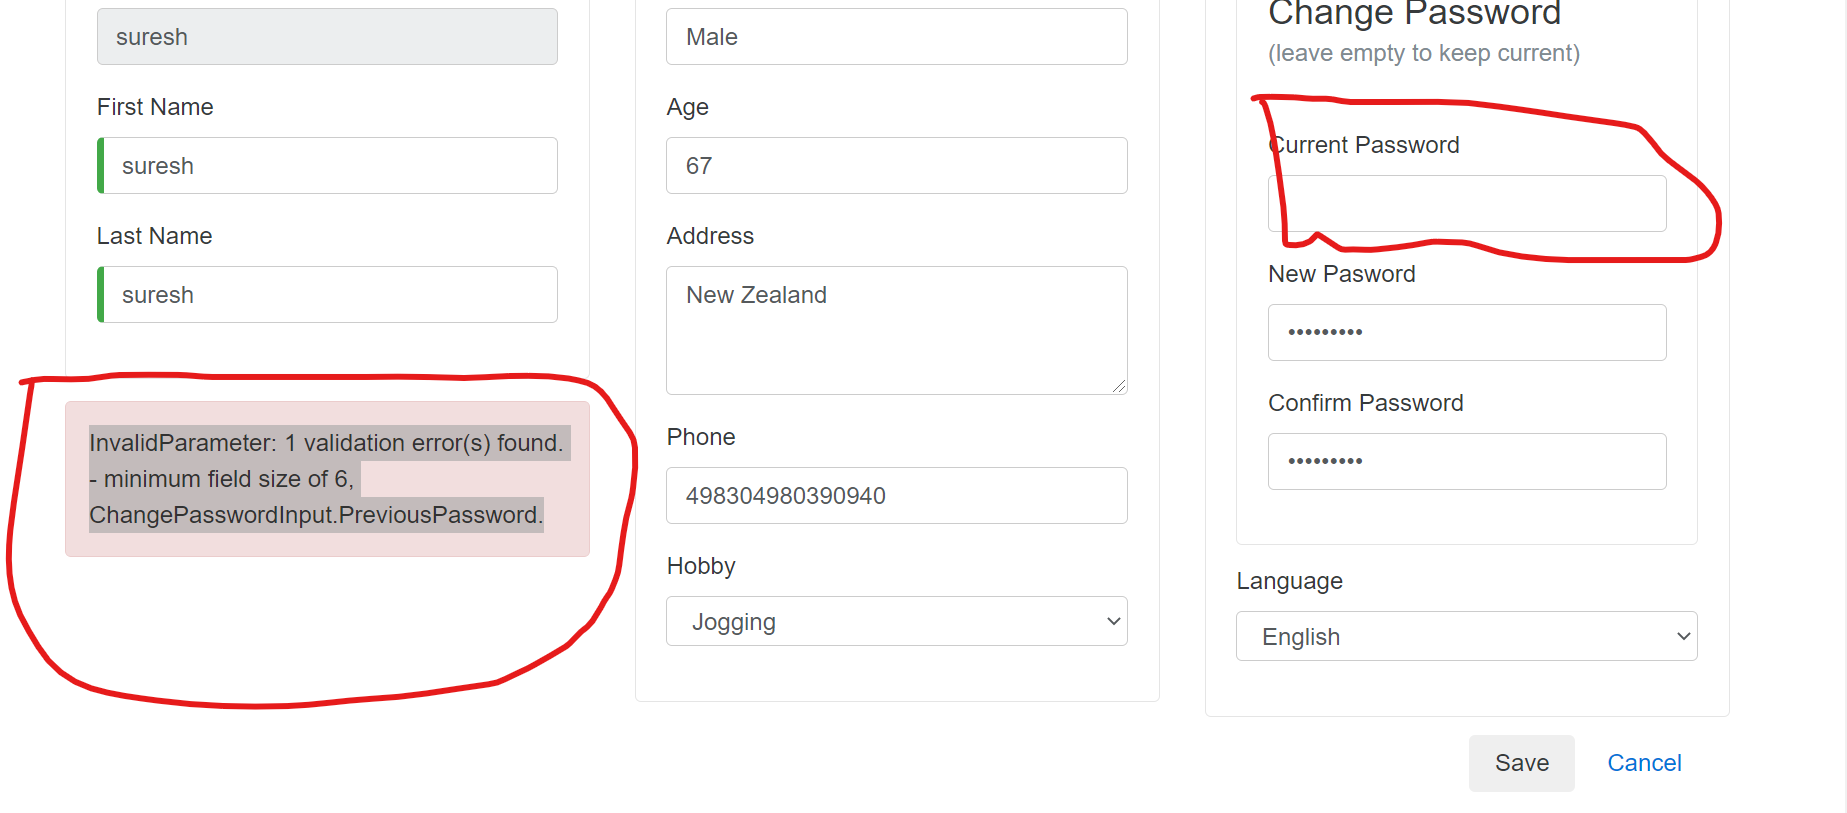 suresh
First Name
suresh
Last Name
suresh
InvalidParameter: 1 validation error(s) found.
- minimum field size of 6,
ChangePasswordInput.PreviousPassword.
Male
Age
67
Address
New Zealand
Phone
498304980390940
Hobby
Jogging
Change Password
(leave empty to keep current)
Current Password
New Pasword
•••••••••
Confirm Password
•••••••••
Language
English
Save
Cancel